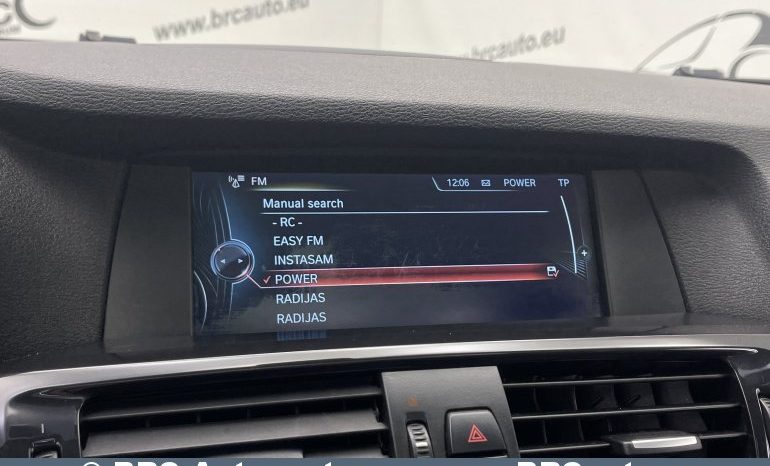 www.brcauto.eu
www.brcauto.eu
FM
12:06 POWER TP
Manual search
- RC -
EASY FM
INSTASAM
POWER
RADIJAS
RADIJAS